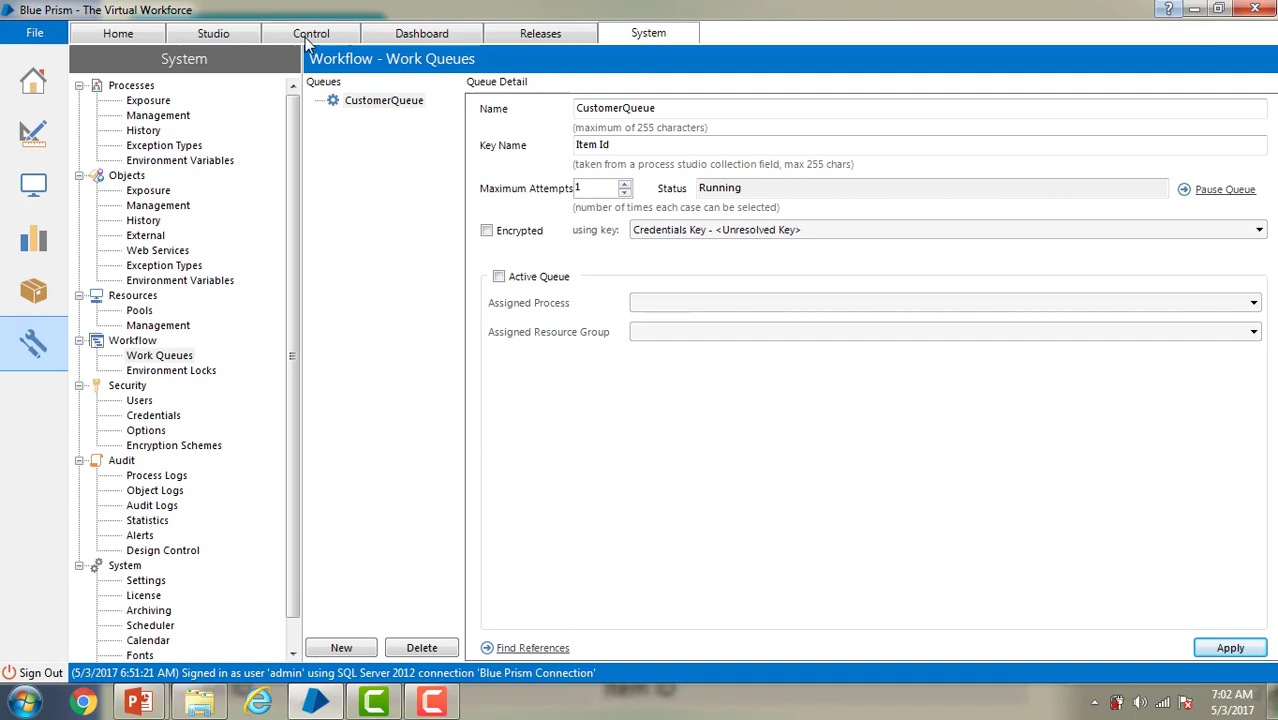 Blue Prism - The Virtual Workforce
File
Home
Studio
Control
Dashboard
Releases
System
System
Workflow - Work Queues
Processes
Exposure
Management
History
Exception Types
Environment Variables
Objects
Exposure
Management
History
External
Web Services
Exception Types
Environment Variables
Resources
Pools
Management
Workflow
Work Queues
Environment Locks
Security
Users
Credentials
Options
Encryption Schemes
Audit
Process Logs
Object Logs
Audit Logs
Statistics
Alerts
Design Control
System
Settings
License
Archiving
Scheduler
Calendar
Fonts
Queues
CustomerQueue
New
Delete
Queue Detail
Name
CustomerQueue
(maximum of 255 characters)
Key Name
Item Id
(taken from a process studio collection field, max 255 chars)
Maximum Attempts
1
Status
Running
Pause Queue
(number of times each case can be selected)
Encrypted
using key:
Credentials Key - <Unresolved Key>
Active Queue
Assigned Process
Assigned Resource Group
Find References
Apply
Sign Out
(5/3/2017 6:51:21 AM) Signed in as user 'admin' using SQL Server 2012 connection 'Blue Prism Connection'
Item ID
7:02 AM
5/3/2017